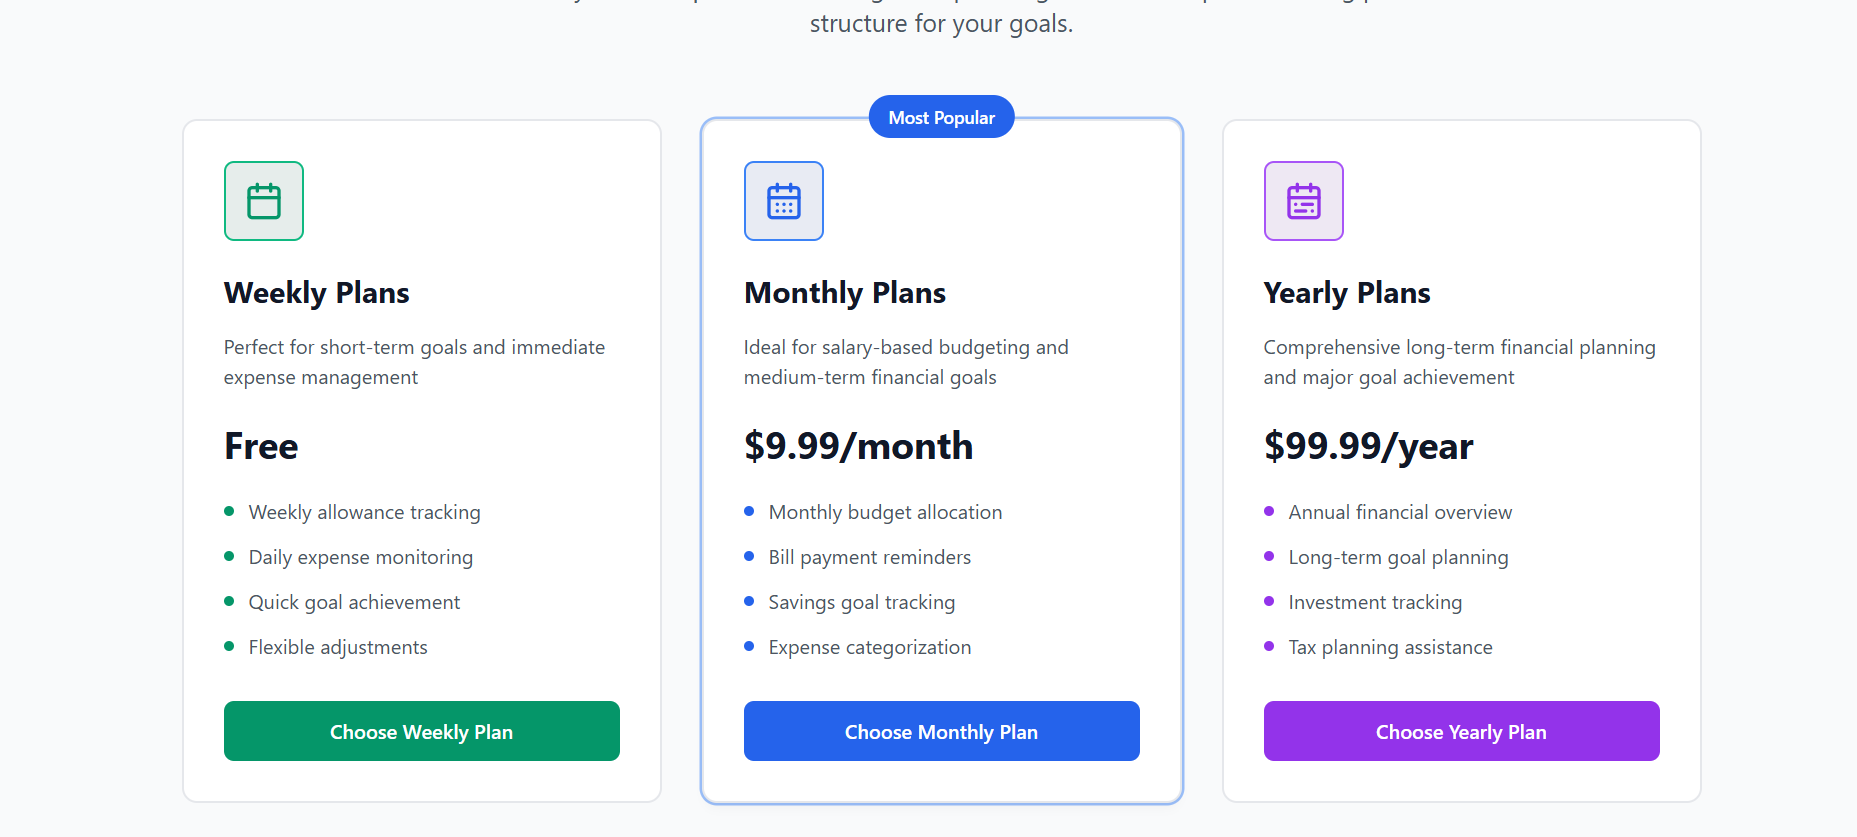 structure for your goals.
Most Popular
Weekly Plans
Perfect for short-term goals and immediate
expense management
Free
Weekly allowance tracking
Daily expense monitoring
Quick goal achievement
Flexible adjustments
Choose Weekly Plan
Monthly Plans
Ideal for salary-based budgeting and
medium-term financial goals
$9.99/month
Monthly budget allocation
Bill payment reminders
Savings goal tracking
Expense categorization
Choose Monthly Plan
Yearly Plans
Comprehensive long-term financial planning
and major goal achievement
$99.99/year
Annual financial overview
Long-term goal planning
Investment tracking
Tax planning assistance
Choose Yearly Plan